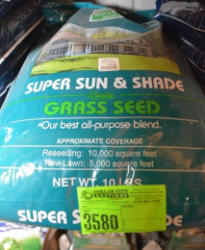 SUPER SUN & SHADE
GRASS SEED
Our best all-purpose blend.
APPROXIMATE COVERAGE
Reseeding: 10,000 square feet
New Lawn: 5,000 square feet
NET WT. 10 LBS
3580
SUPER S